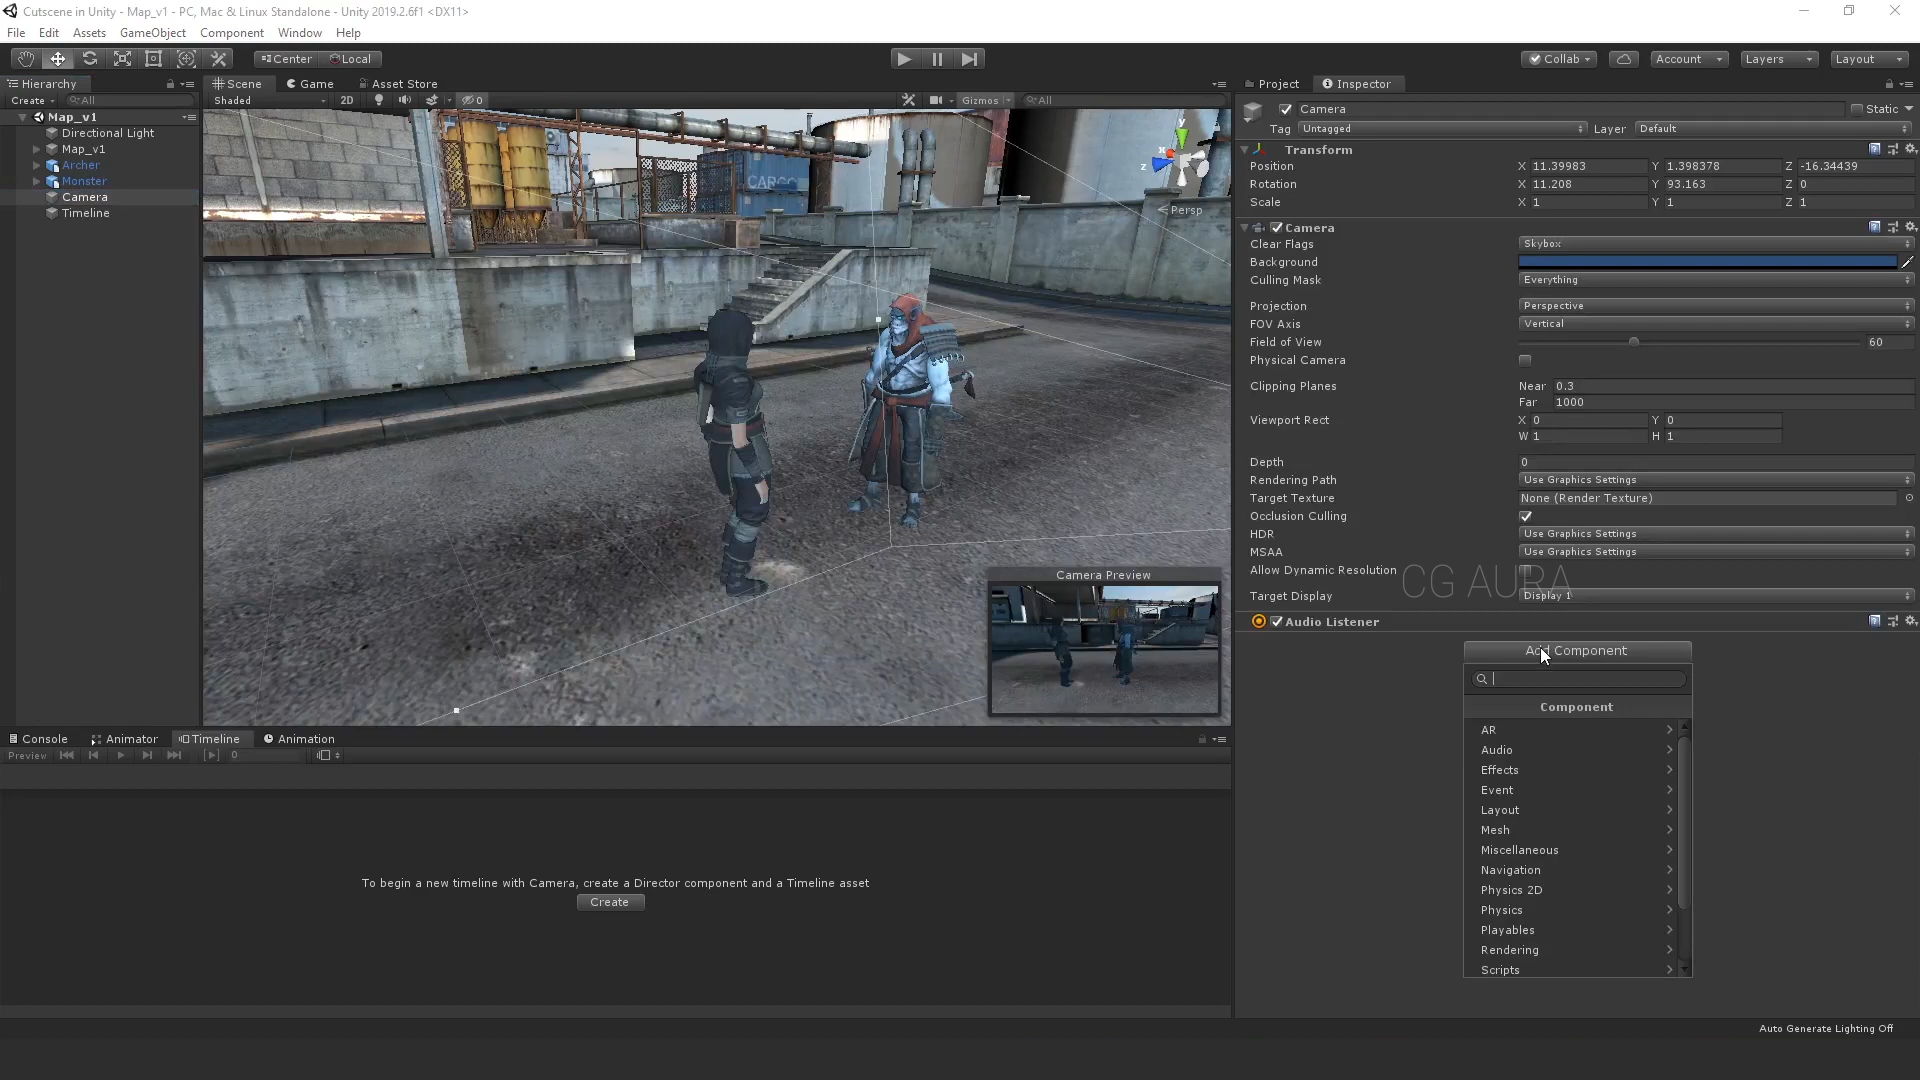 Cutscene in Unity - Map_v1 - PC, Mac & Linux Standalone - Unity 2019.2.6f1 <DX11>
File Edit Assets GameObject Component Window Help
Center Local Collab Account Layers Layout
Hierarchy Scene Game Asset Store Project Inspector
Create All Shaded 2D 0 Gizmos All
Camera Static
Tag Untagged Layer Default
Map_v1
Directional Light
Map_v1
Archer
Monster
Camera
Timeline
CARGO
y
x
z
Persp
Transform
Position X 11.39983 Y 1.398378 Z -16.34439
Rotation X 11.208 Y 93.163 Z 0
Scale X 1 Y 1 Z 1
Camera
Clear Flags Skybox
Background
Culling Mask Everything
Projection Perspective
FOV Axis Vertical
Field of View 60
Physical Camera
Clipping Planes Near 0.3
Far 1000
Viewport Rect X 0 Y 0
W 1 H 1
Depth 0
Rendering Path Use Graphics Settings
Target Texture None (Render Texture)
Occlusion Culling
HDR Use Graphics Settings
MSAA Use Graphics Settings
Allow Dynamic Resolution
CG AURA
Target Display Display 1
Audio Listener
Camera Preview
Add Component
Component
AR
Audio
Effects
Event
Layout
Mesh
Miscellaneous
Navigation
Physics 2D
Physics
Playables
Rendering
Scripts
Console Animator Timeline Animation
Preview 0
To begin a new timeline with Camera, create a Director component and a Timeline asset
Create
Auto Generate Lighting Off